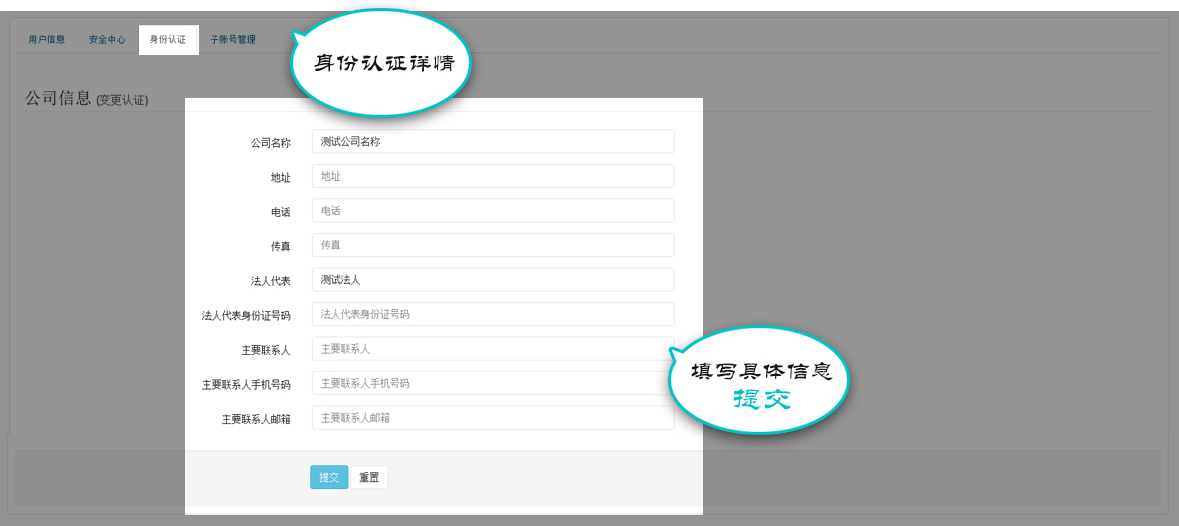 用户信息 安全中心 身份认证 子账号管理
身份认证详情
公司信息 (变更认证)
公司名称 测试公司名称
地址 地址
电话 电话
传真 传真
法人代表 测试法人
法人代表身份证号码 法人代表身份证号码
主要联系人 主要联系人
主要联系人手机号码 主要联系人手机号码
主要联系人邮箱 主要联系人邮箱
填写具体信息
提交
提交 重置